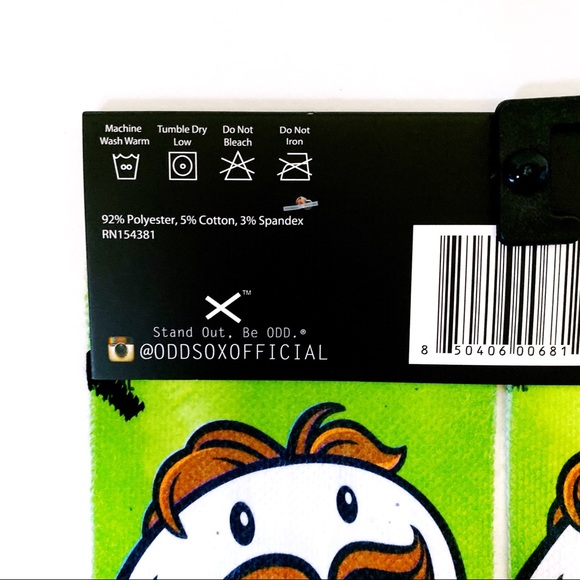 Machine Wash Warm
Tumble Dry Low
Do Not Bleach
Do Not Iron
92% Polyester, 5% Cotton, 3% Spandex
RN154381
X™
Stand Out, Be ODD.®
@ODDSOXOFFICIAL
8 50406 00681